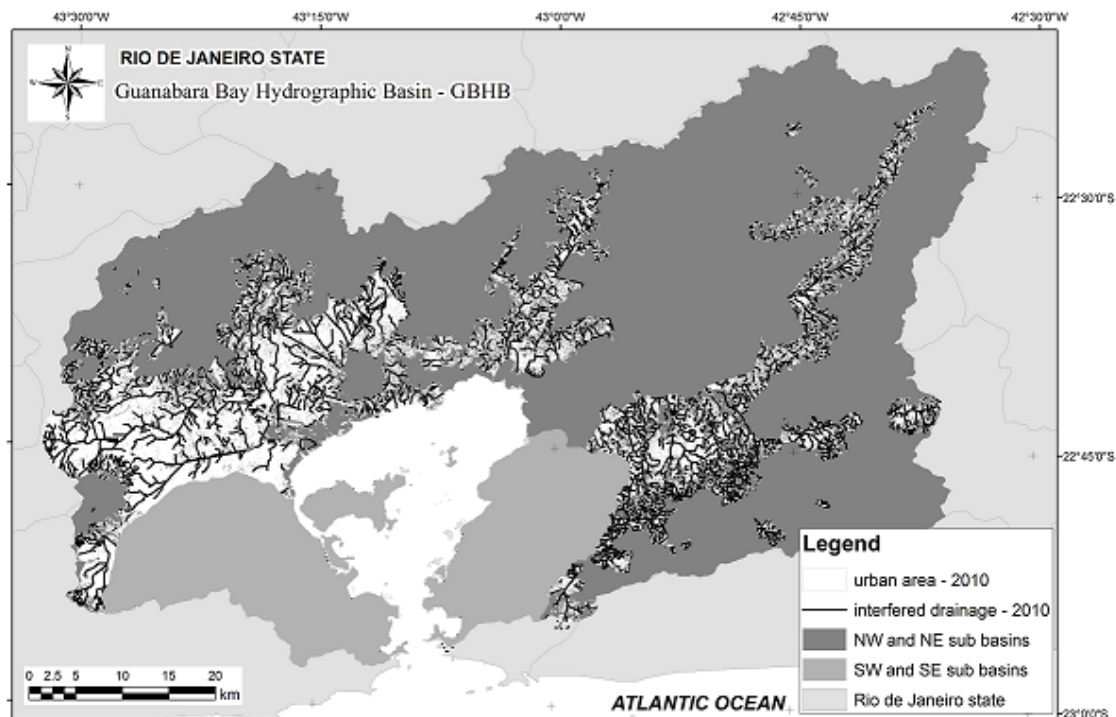 43°30'0"W 43°15'0"W 43°0'0"W 42°45'0"W 42°30'0"W
N
W E
S
RIO DE JANEIRO STATE
Guanabara Bay Hydrographic Basin - GBHB
22°30'0"S
22°45'0"S
Legend
urban area - 2010
interfered drainage - 2010
NW and NE sub basins
SW and SE sub basins
Rio de Janeiro state
0 2.5 5 10 15 20
km
ATLANTIC OCEAN
23°0'0"S